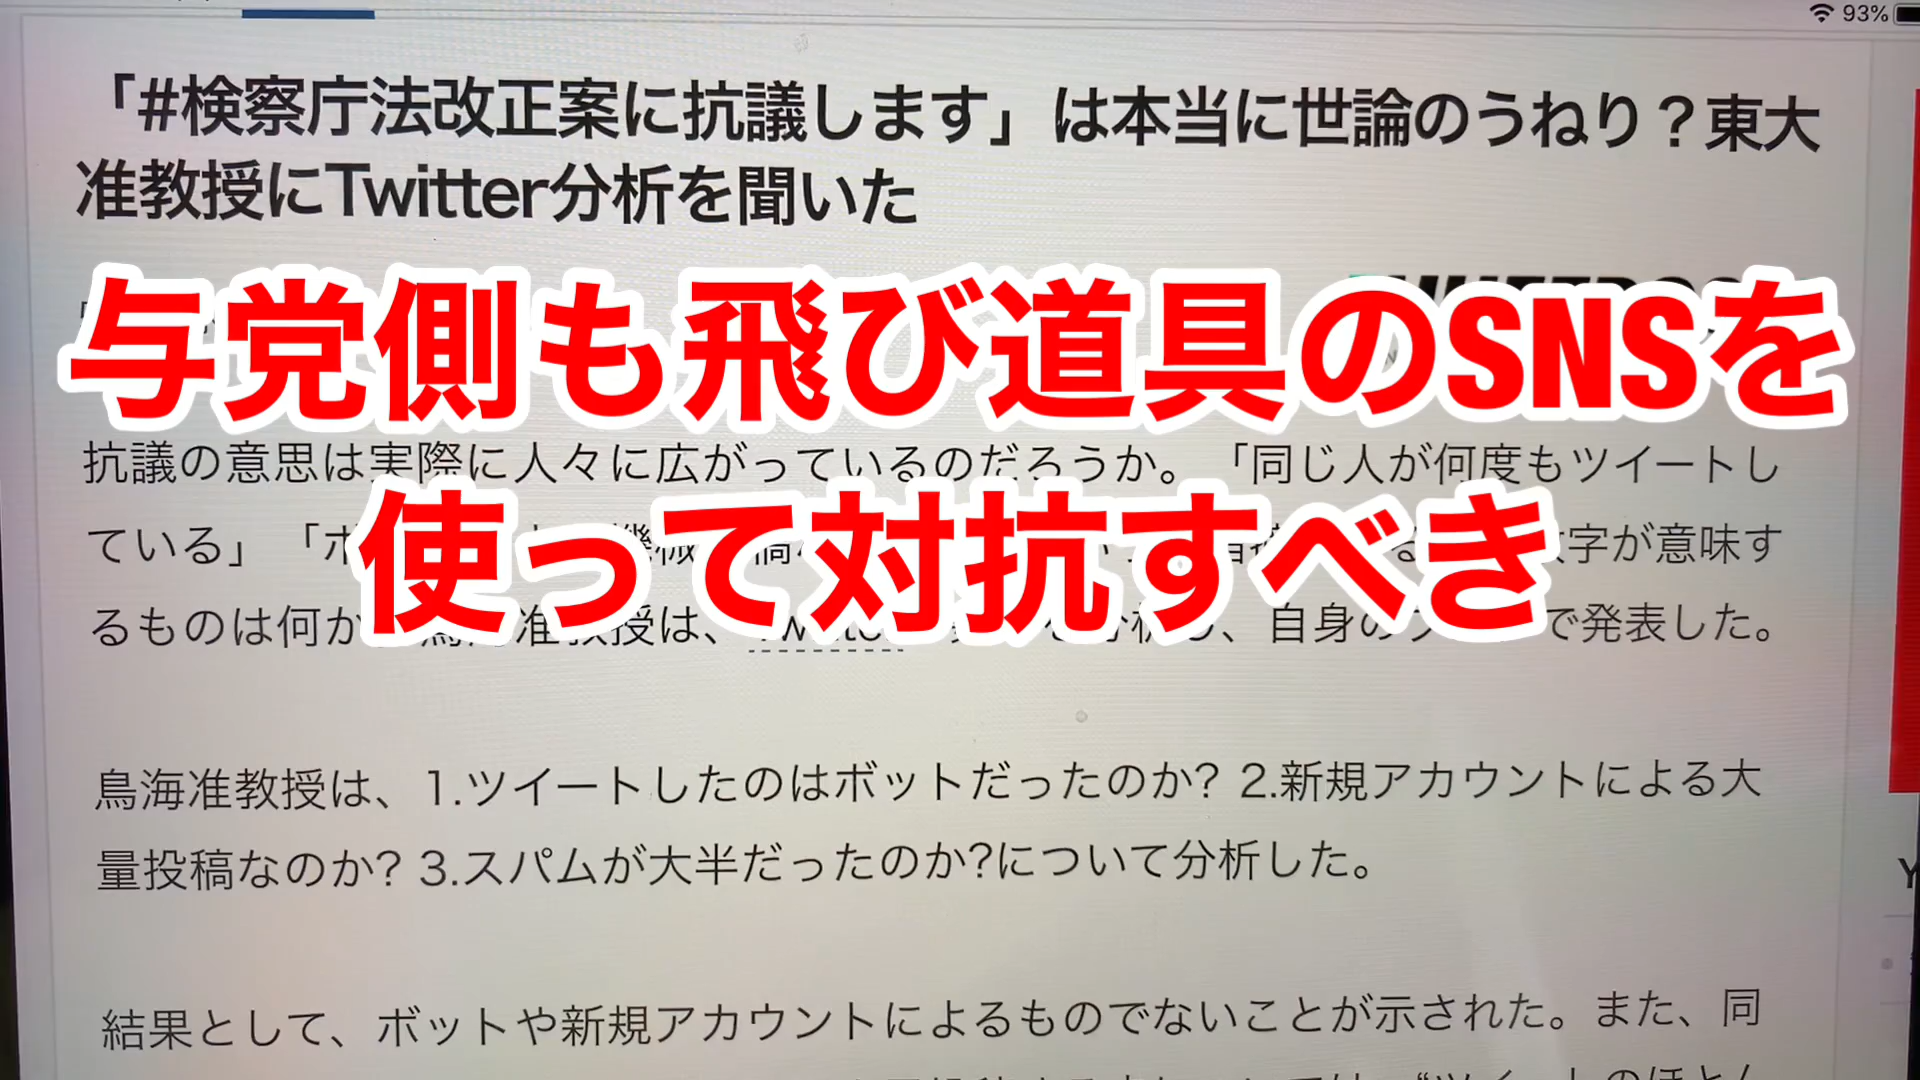 93%
「#検察庁法改正案に抗議します」は本当に世論のうねり？東大
准教授にTwitter分析を聞いた
与党側も飛び道具のSNSを
抗議の意思は実際に人々に広がっているのだろうか。「同じ人が何度もツイートし
使って対抗すべき
ている」「ボ
字が意味す
るものは何か
准教授は、
自身の
で発表した。
鳥海准教授は、1.ツイートしたのはボットだったのか? 2.新規アカウントによる大
量投稿なのか? 3.スパムが大半だったのか?について分析した。
結果として、ボットや新規アカウントによるものでないことが示された。また、同